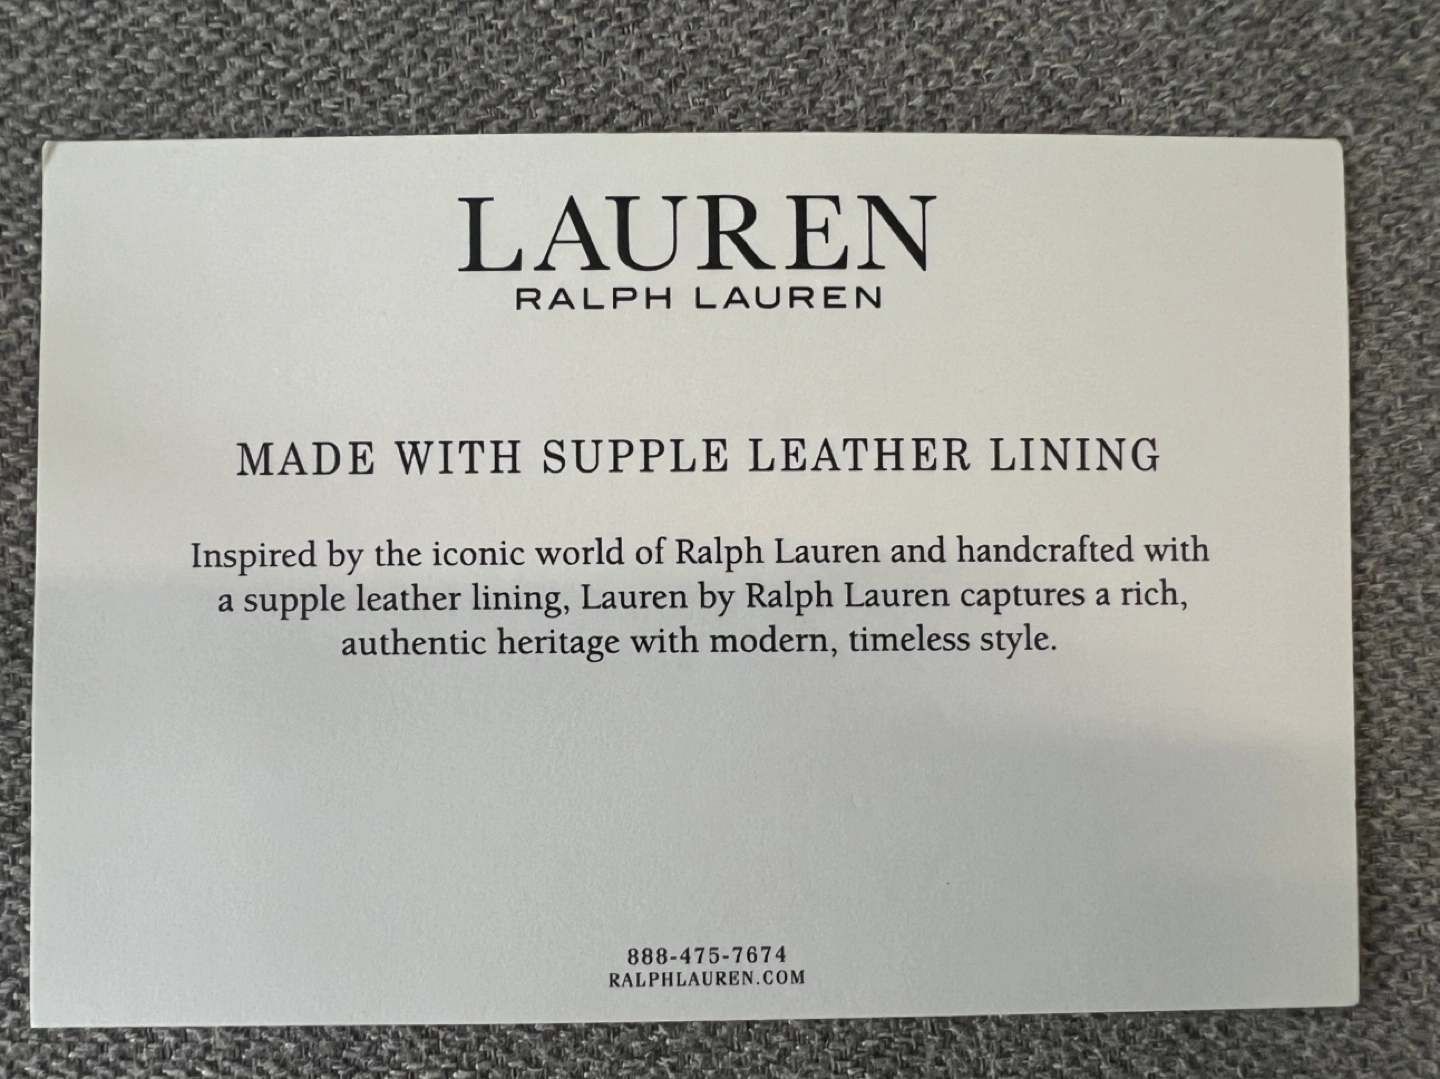 LAUREN
RALPH LAUREN
MADE WITH SUPPLE LEATHER LINING
Inspired by the iconic world of Ralph Lauren and handcrafted with
a supple leather lining, Lauren by Ralph Lauren captures a rich,
authentic heritage with modern, timeless style.
888-475-7674
RALPHLAUREN.COM